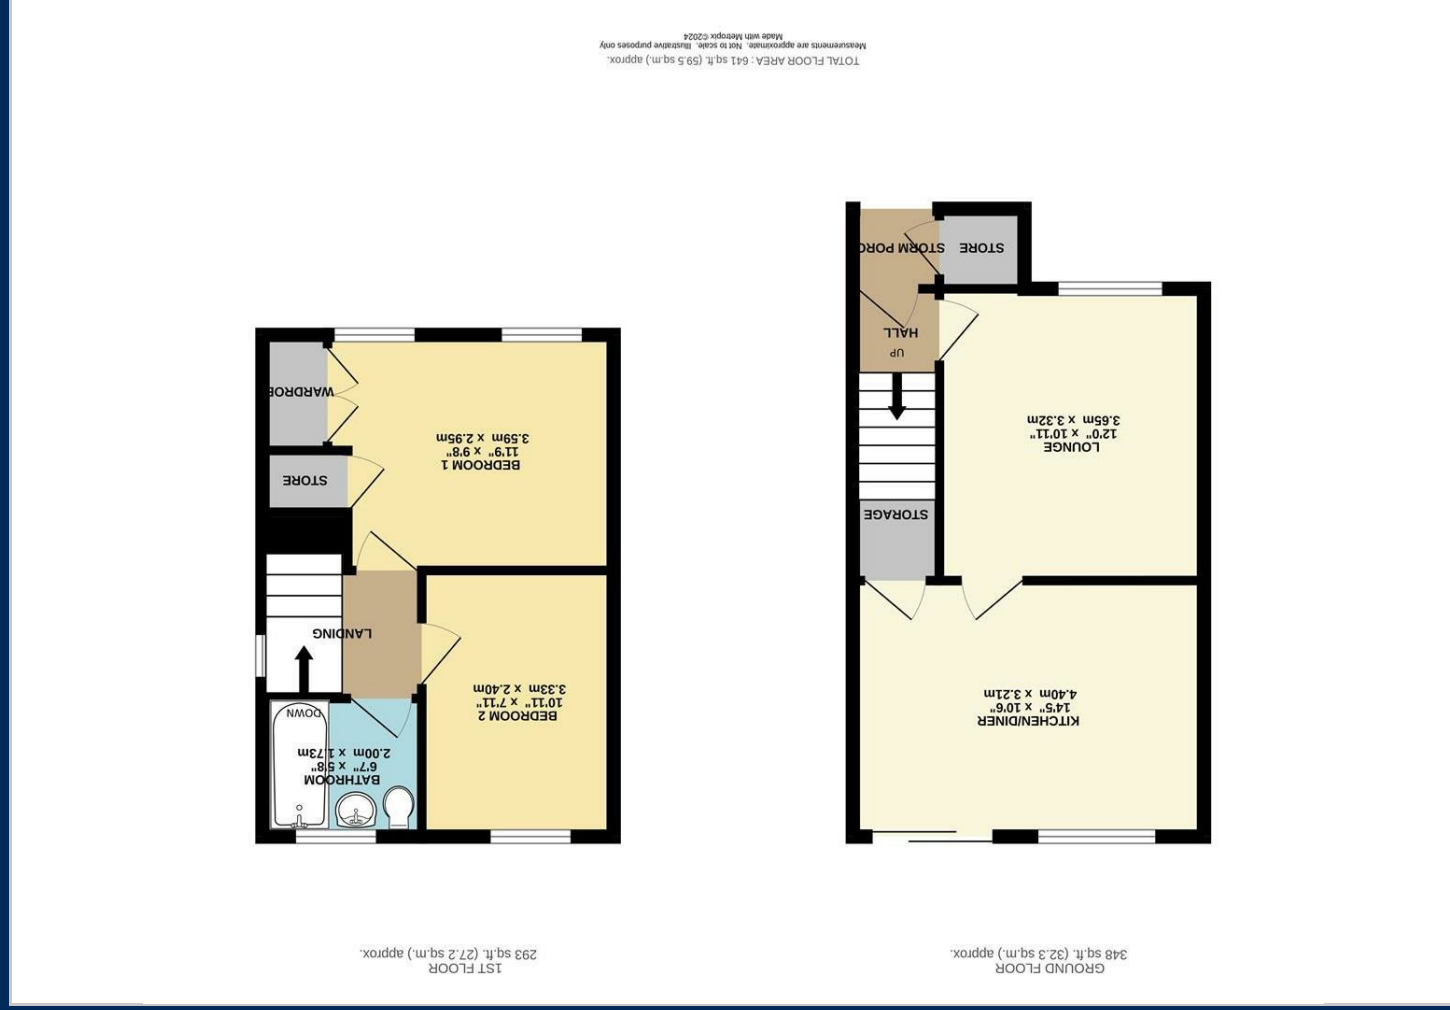 GROUND FLOOR
348 sq.ft. (32.3 sq.m.) approx.
1ST FLOOR
293 sq.ft. (27.2 sq.m.) approx.
KITCHEN/DINER
14'5" x 10'6"
4.40m x 3.21m
STORAGE
LOUNGE
12'0" x 10'11"
3.65m x 3.32m
UP
HALL
STORE
STORM PORC
BATHROOM
6'7" x 5'8"
2.00m x 1.73m
DOWN
BEDROOM 2
10'11" x 7'11"
3.33m x 2.40m
LANDING
STORE
BEDROOM 1
11'9" x 9'8"
3.59m x 2.95m
WARDROB
TOTAL FLOOR AREA : 641 sq.ft. (59.5 sq.m.) approx.
Measurements are approximate. Not to scale. Illustrative purposes only
Made with Metropix ©2024